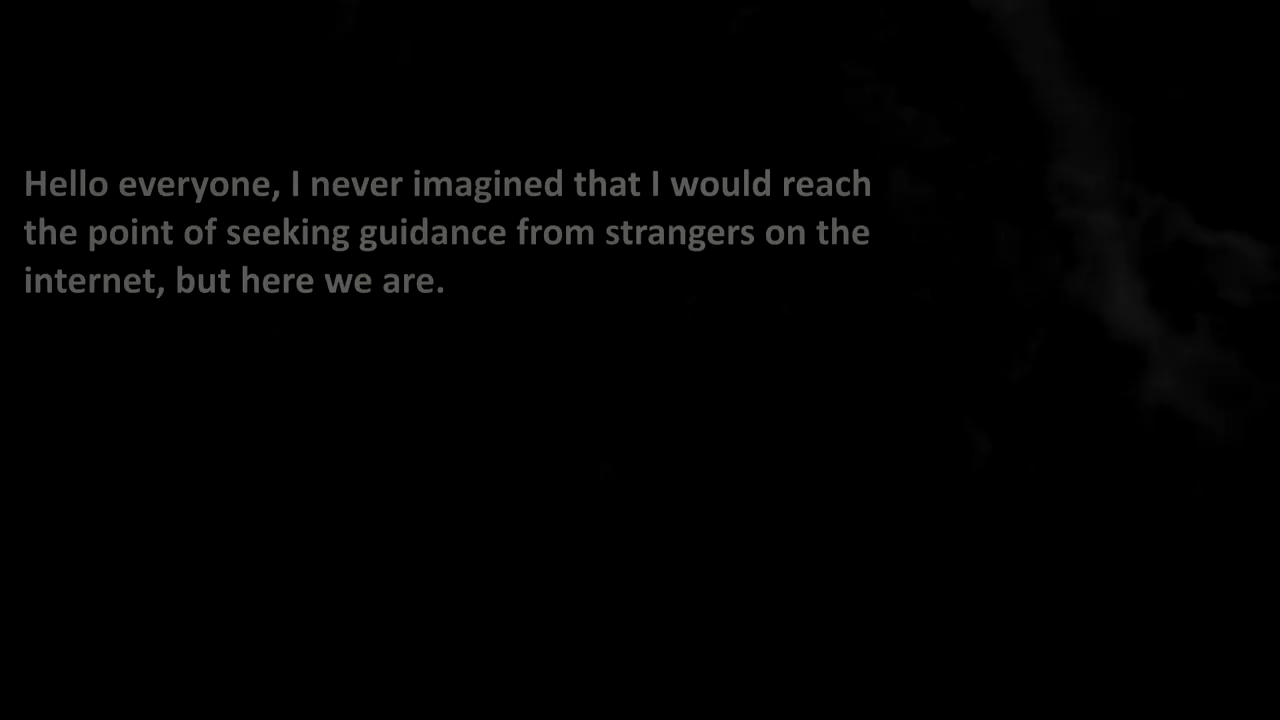 Hello everyone, I never imagined that I would reach
the point of seeking guidance from strangers on the
internet, but here we are.